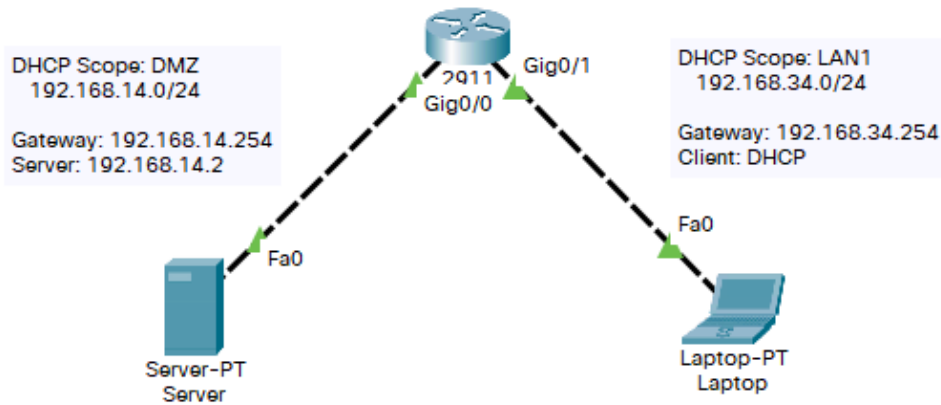 DHCP Scope: DMZ
192.168.14.0/24
Gateway: 192.168.14.254
Server: 192.168.14.2
2911
Gig0/0
Gig0/1
DHCP Scope: LAN1
192.168.34.0/24
Gateway: 192.168.34.254
Client: DHCP
Fa0
Fa0
Server-PT
Server
Laptop-PT
Laptop